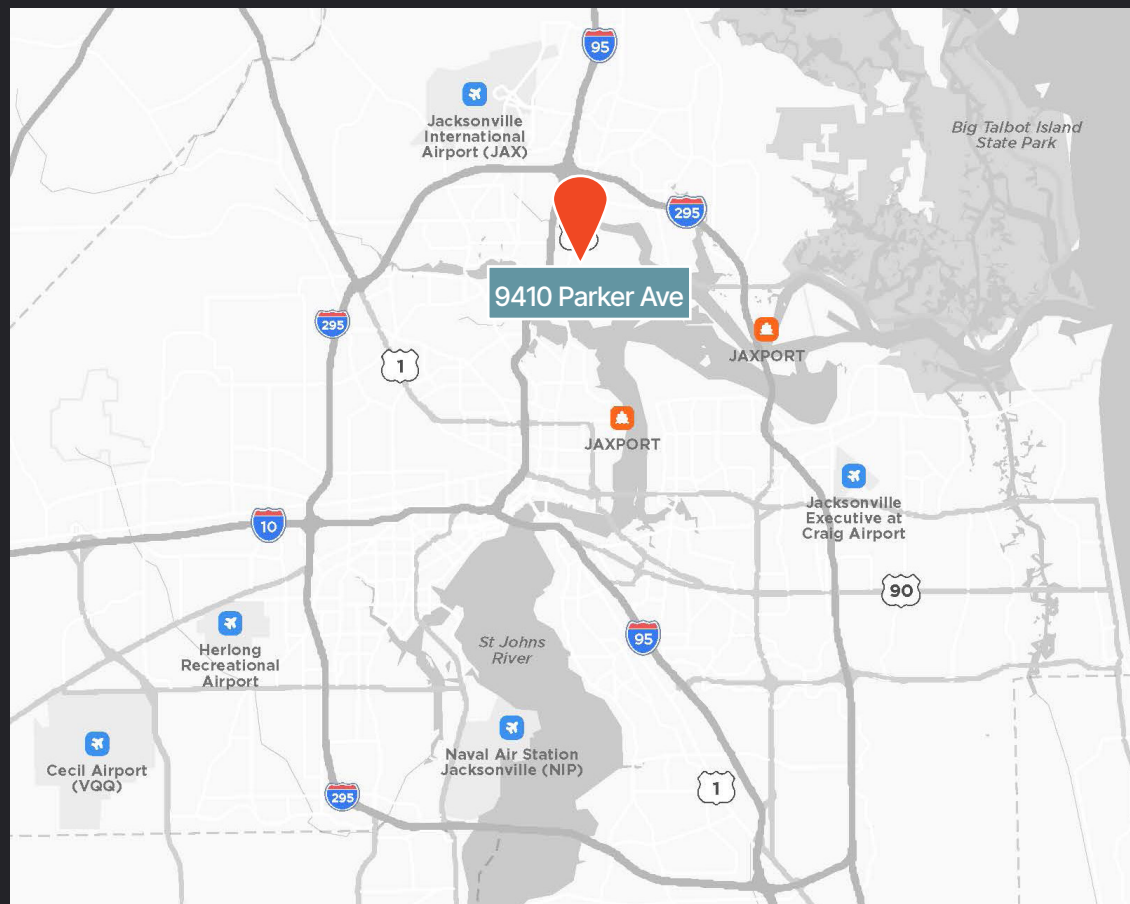 95
Jacksonville
International
Airport (JAX)
Big Talbot Island
State Park
295
9410 Parker Ave
295
JAXPORT
1
JAXPORT
Jacksonville
Executive at
Craig Airport
10
90
Herlong
Recreational
Airport
St Johns
River
95
Naval Air Station
Jacksonville (NIP)
Cecil Airport
(VQQ)
1
295